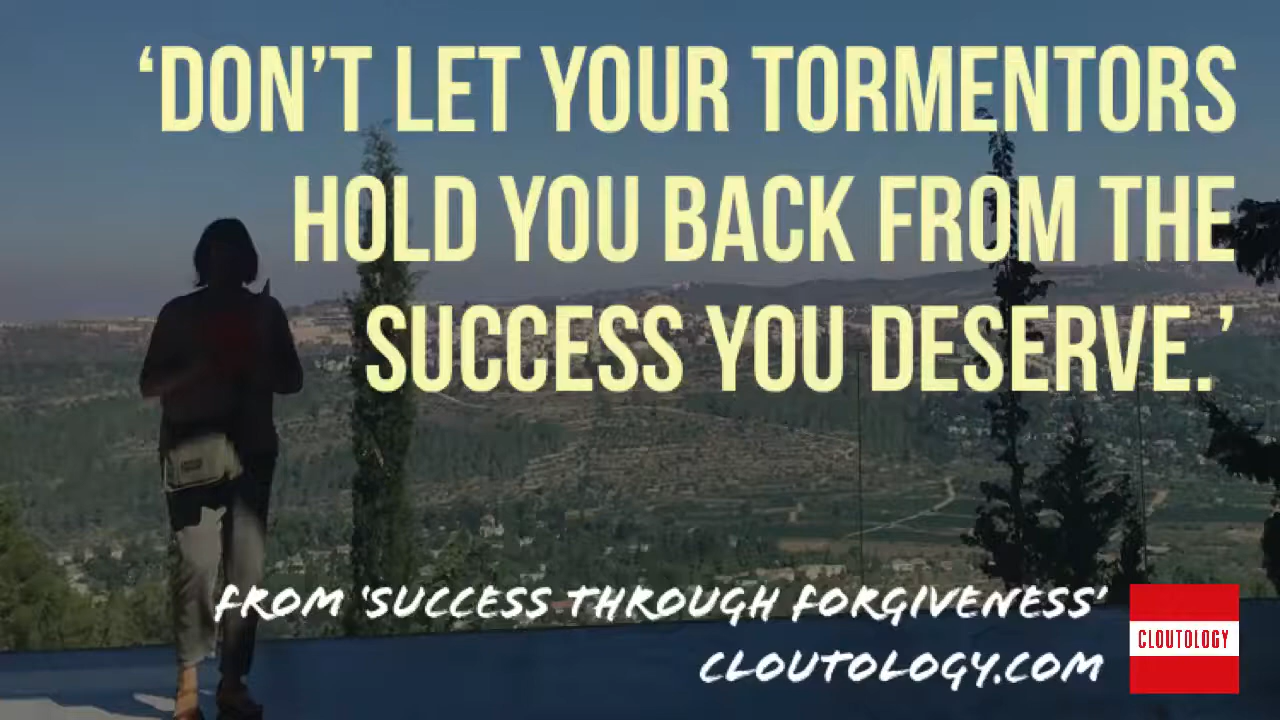 ‘DON’T LET YOUR TORMENTORS
HOLD YOU BACK FROM THE
SUCCESS YOU DESERVE.’
FROM ‘SUCCESS THROUGH FORGIVENESS’
CLOUTOLOGY.COM
CLOUTOLOGY